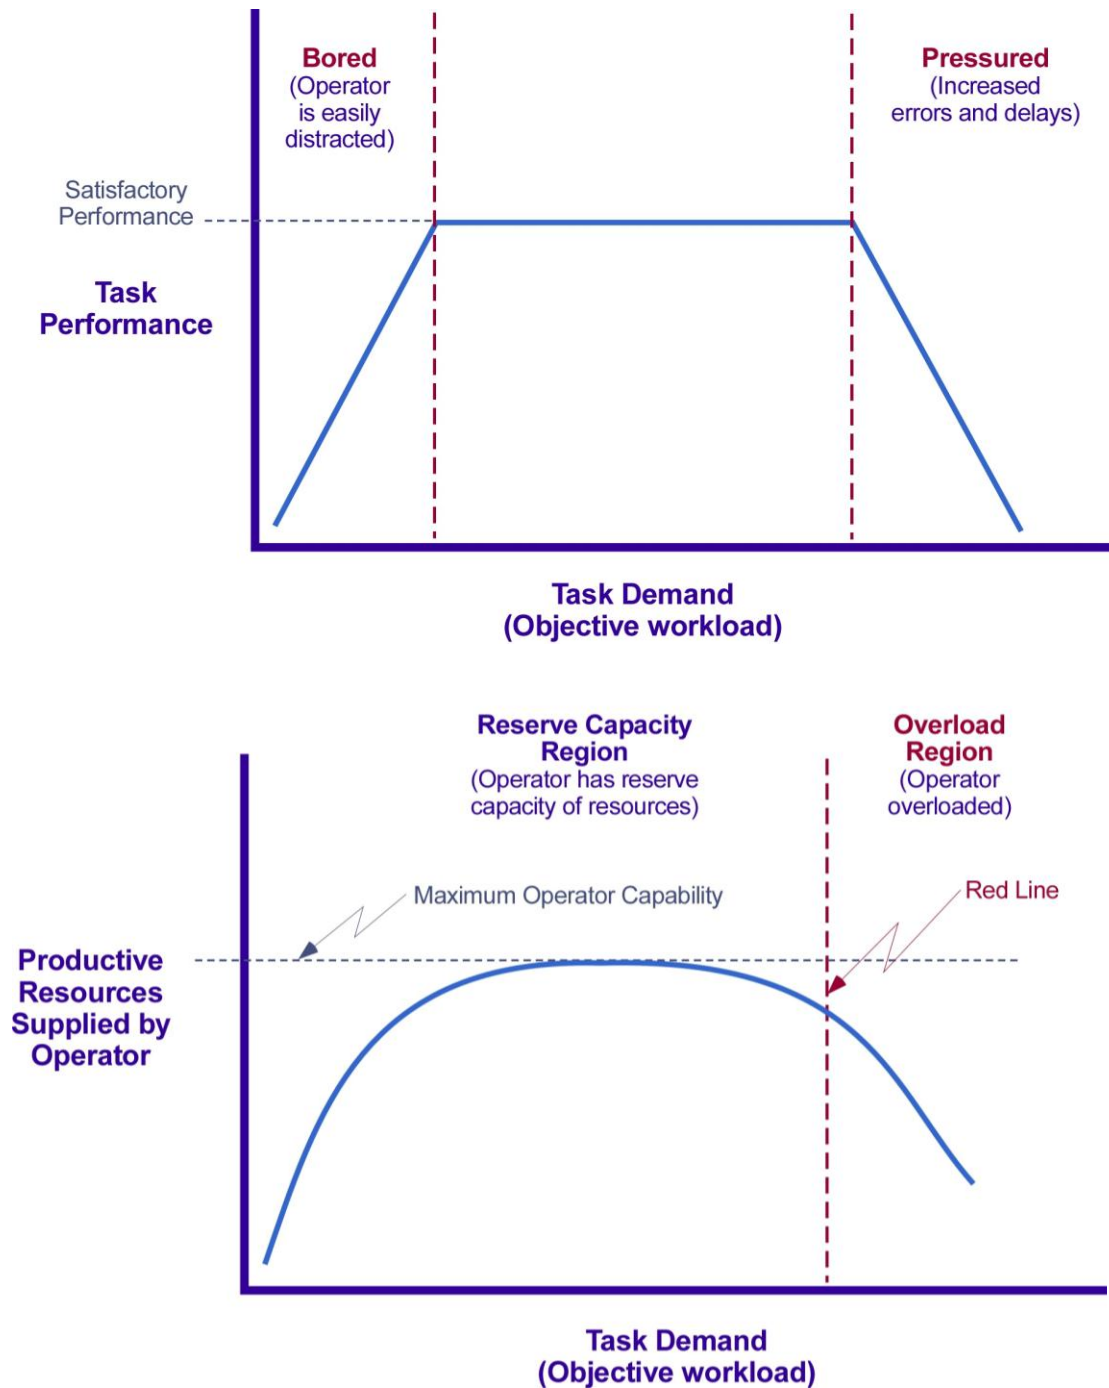 Bored
(Operator
is easily
distracted)
Pressured
(Increased
errors and delays)
Satisfactory
Performance
Task
Performance
Task Demand
(Objective workload)
Reserve Capacity
Region
(Operator has reserve
capacity of resources)
Overload
Region
(Operator
overloaded)
Maximum Operator Capability
Red Line
Productive
Resources
Supplied by
Operator
Task Demand
(Objective workload)